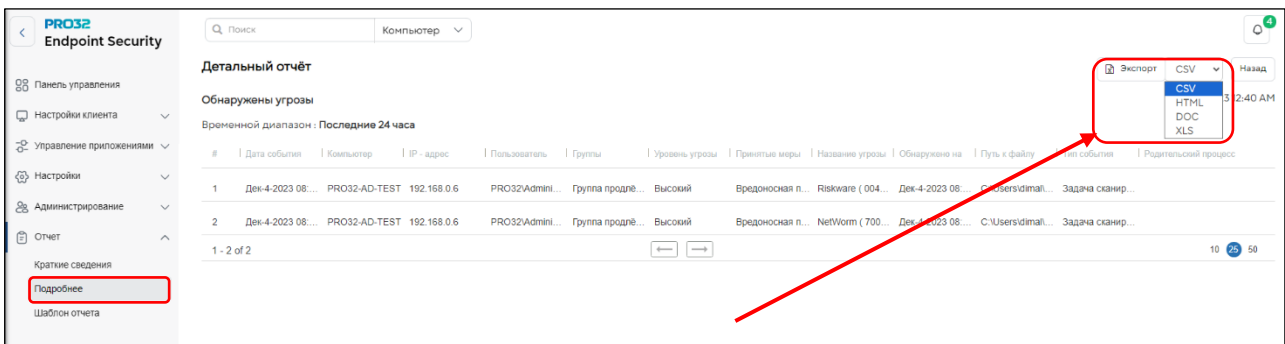 PRO32
Endpoint Security
Поиск
Компьютер
4
Панель управления
Настройки клиента
Управление приложениями
Настройки
Администрирование
Отчет
Краткие сведения
Подробнее
Шаблон отчета
Детальный отчёт
Экспорт CSV Назад
CSV
HTML
DOC
XLS
Обнаружены угрозы
3 12:40 AM
Временной диапазон : Последние 24 часа
# Дата события Компьютер IP - адрес Пользователь Группы Уровень угрозы Принятые меры Название угрозы Обнаружено на Путь к файлу Тип события Родительский процесс
1 Дек-4-2023 08:... PRO32-AD-TEST 192.168.0.6 PRO32\Admini... Группа продлё... Высокий Вредоносная п... Riskware ( 004... Дек-4-2023 08:... C:\Users\dimal\... Задача сканир...
2 Дек-4-2023 08:... PRO32-AD-TEST 192.168.0.6 PRO32\Admini... Группа продлё... Высокий Вредоносная п... NetWorm ( 700... Дек-4-2023 08:... C:\Users\dimal\... Задача сканир...
1 - 2 of 2
10 25 50